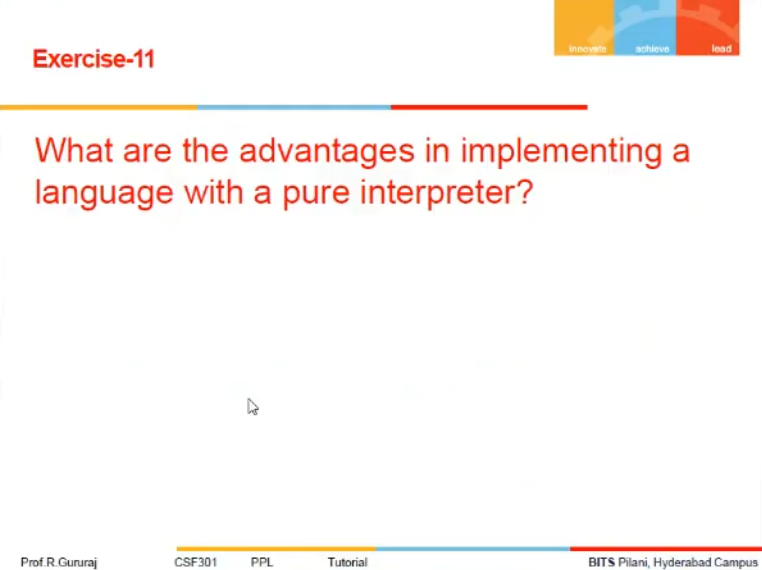 innovate achieve lead
Exercise-11
What are the advantages in implementing a
language with a pure interpreter?
Prof.R.Gururaj CSF301 PPL Tutorial BITS Pilani, Hyderabad Campus